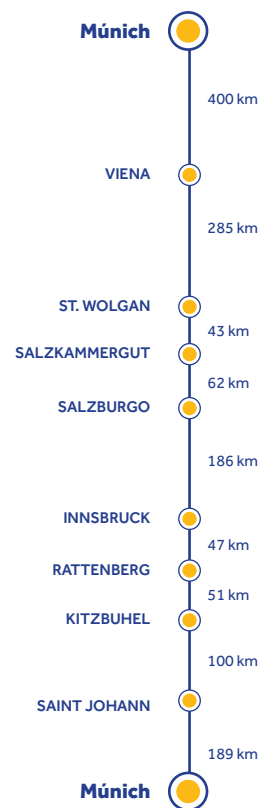 Múnich
400 km
VIENA
285 km
ST. WOLGAN
43 km
SALZKAMMERGUT
62 km
SALZBURGO
186 km
INNSBRUCK
47 km
RATTENBERG
51 km
KITZBUHEL
100 km
SAINT JOHANN
189 km
Múnich